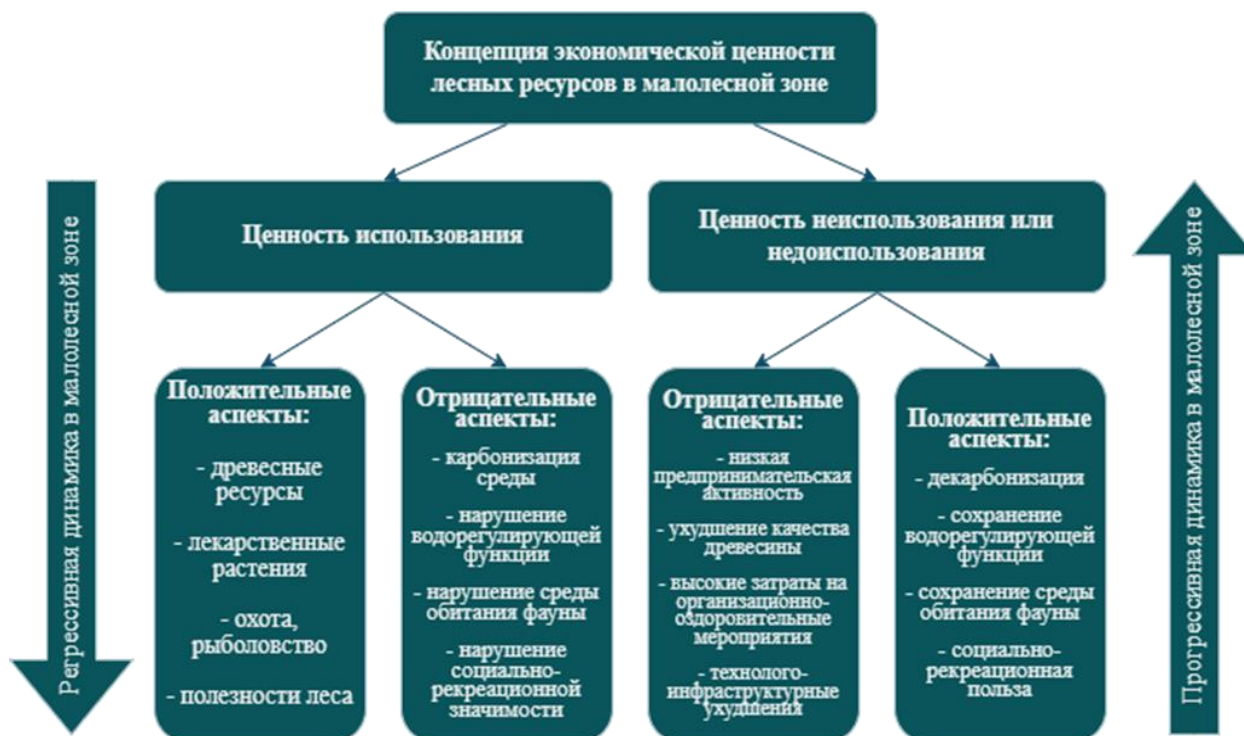 Концепция экономической ценности
лесных ресурсов в малолесной зоне
Регрессивная динамика в малолесной зоне
Ценность использования
Ценность неиспользования или
недоиспользования
Прогрессивная динамика в малолесной зоне
Положительные
аспекты:
- древесные
ресурсы
- лекарственные
растения
- охота,
рыболовство
- полезности леса
Отрицательные
аспекты:
- карбонизация
среды
- нарушение
водорегулирующей
функции
- нарушение среды
обитания фауны
- нарушение
социально-
рекреационной
значимости
Отрицательные
аспекты:
- низкая
предпринимательская
активность
- ухудшение качества
древесины
- высокие затраты на
организационно-
оздоровительные
мероприятия
- технолого-
инфраструктурные
ухудшения
Положительные
аспекты:
- декарбонизация
- сохранение
водорегулирующей
функции
- сохранение среды
обитания фауны
- социально-
рекреационная
польза